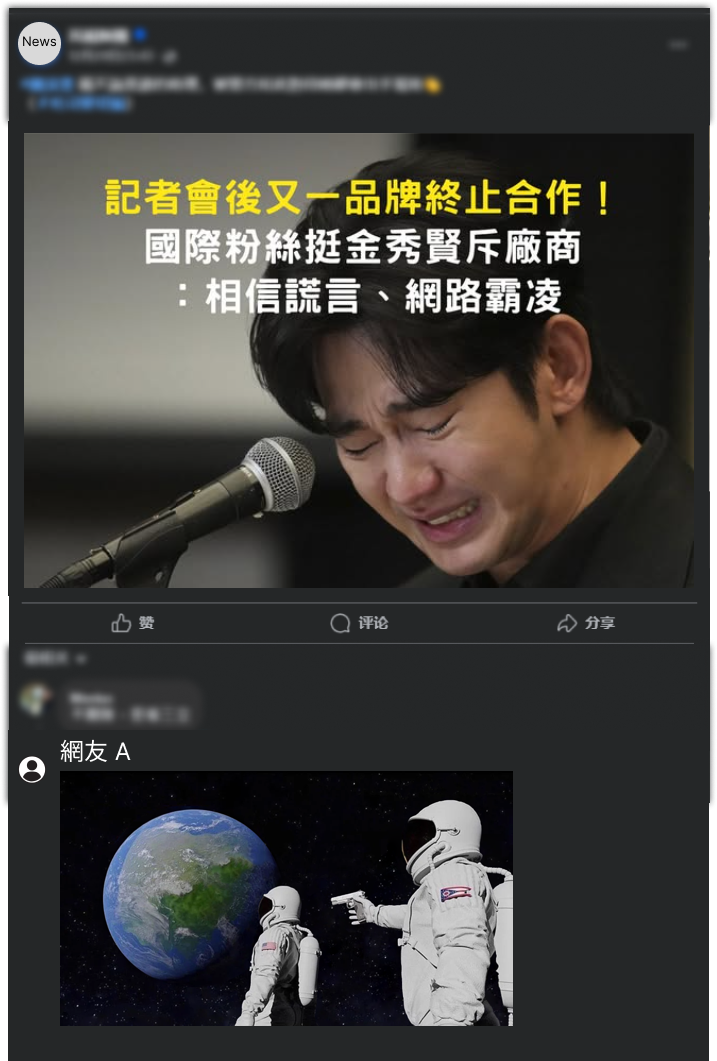 News
記者會後又一品牌終止合作！
國際粉絲挺金秀賢斥廠商
：相信謊言、網路霸凌
赞
评论
分享
網友 A